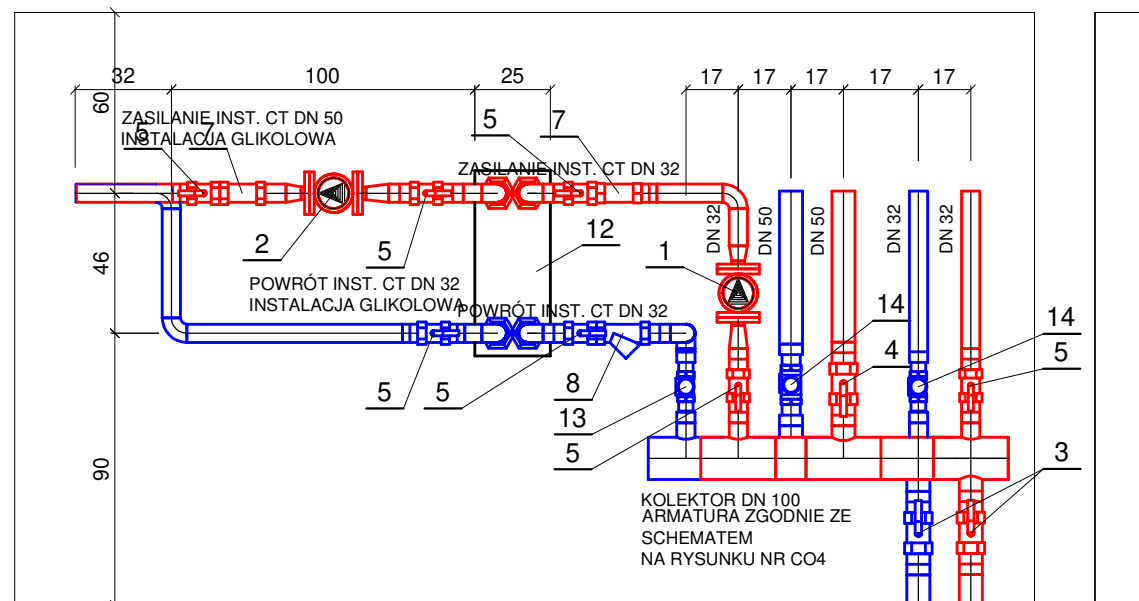 32
100
25
17
17
17
17
17
60
ZASILANIE INST. CT DN 50
INSTALACJA GLIKOLOWA
5
7
5
7
ZASILANIE INST. CT DN 32
2
5
12
1
DN 32
DN 50
DN 50
DN 32
DN 32
46
POWRÓT INST. CT DN 32
INSTALACJA GLIKOLOWA
POWRÓT INST. CT DN 32
14
14
4
5
5
5
8
13
5
3
90
KOLEKTOR DN 100
ARMATURA ZGODNIE ZE
SCHEMATEM
NA RYSUNKU NR CO4